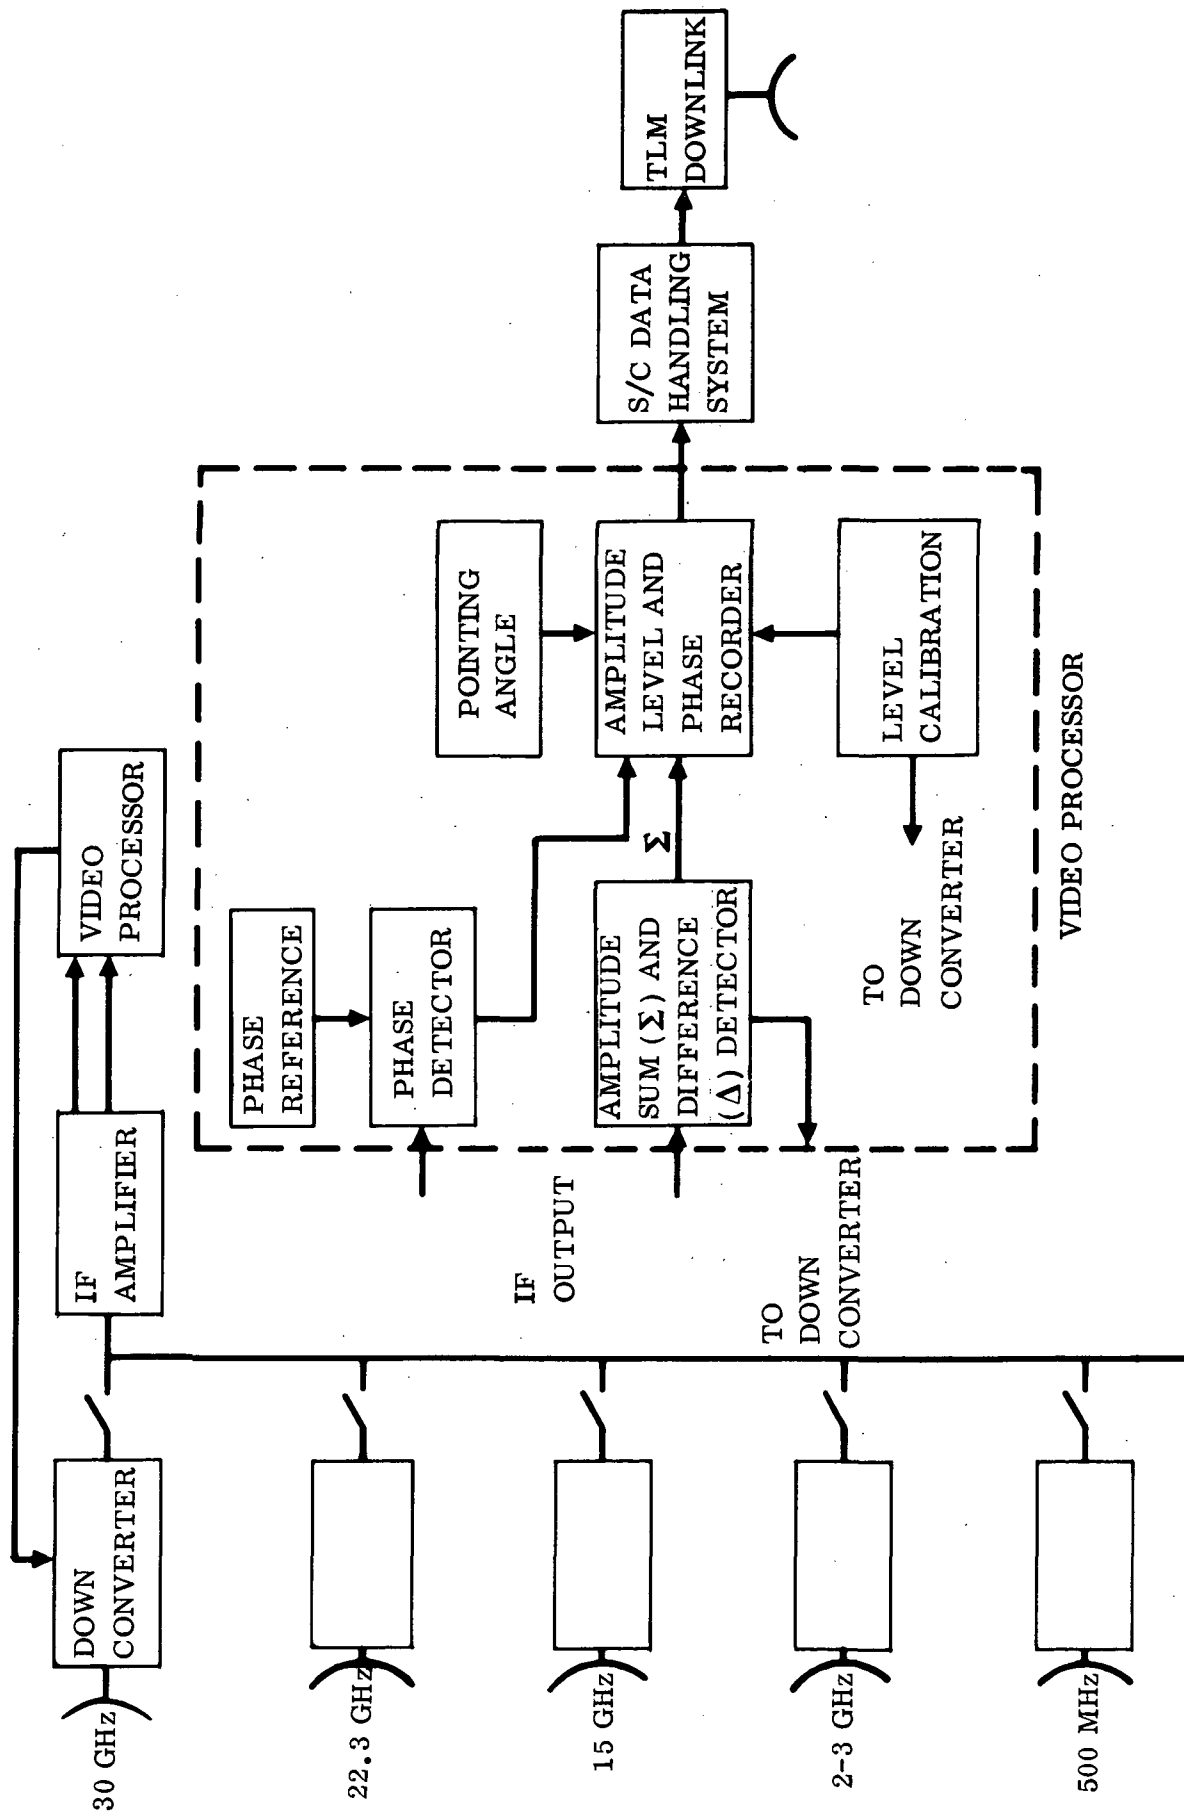 30 GHz
DOWN
CONVERTER
IF
AMPLIFIER
VIDEO
PROCESSOR
22.3 GHz
15 GHz
2-3 GHz
500 MHz
PHASE
REFERENCE
PHASE
DETECTOR
IF
OUTPUT
AMPLITUDE
SUM (Σ) AND
DIFFERENCE
(Δ) DETECTOR
Σ
TO
DOWN
CONVERTER
POINTING
ANGLE
AMPLITUDE
LEVEL AND
PHASE
RECORDER
LEVEL
CALIBRATION
TO
DOWN
CONVERTER
VIDEO PROCESSOR
S/C DATA
HANDLING
SYSTEM
TLM
DOWNLINK